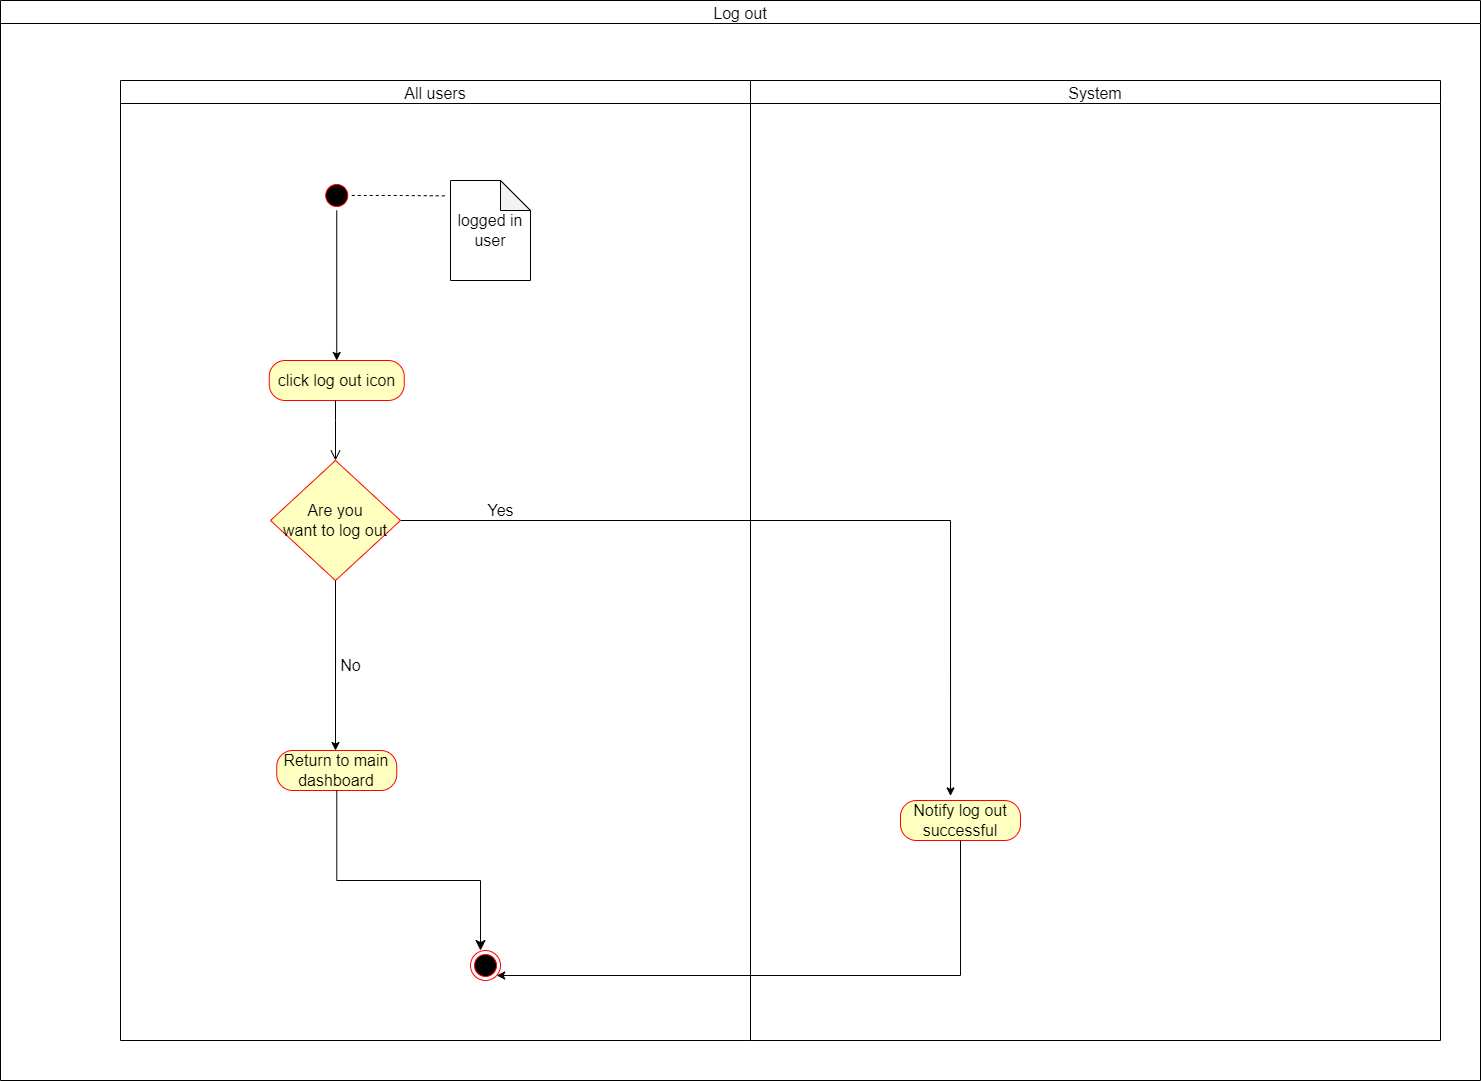 Log out
All users
System
logged in
user
click log out icon
Are you
want to log out
Yes
No
Return to main
dashboard
Notify log out
successful